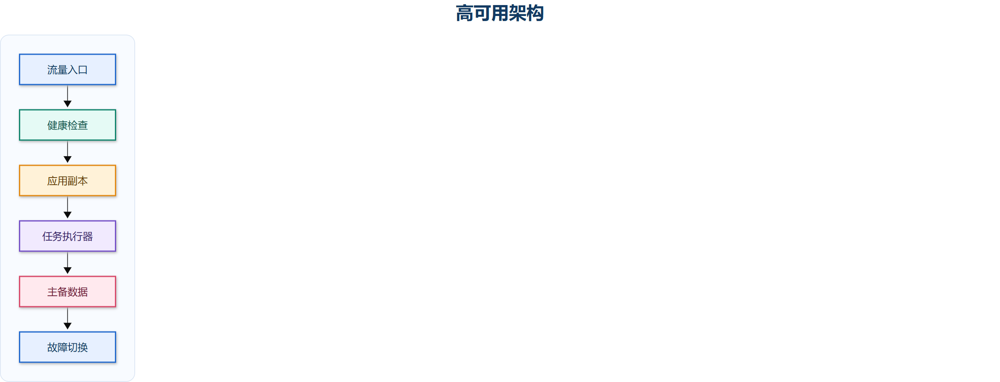 高可用架构
流量入口
健康检查
应用副本
任务执行器
主备数据
故障切换